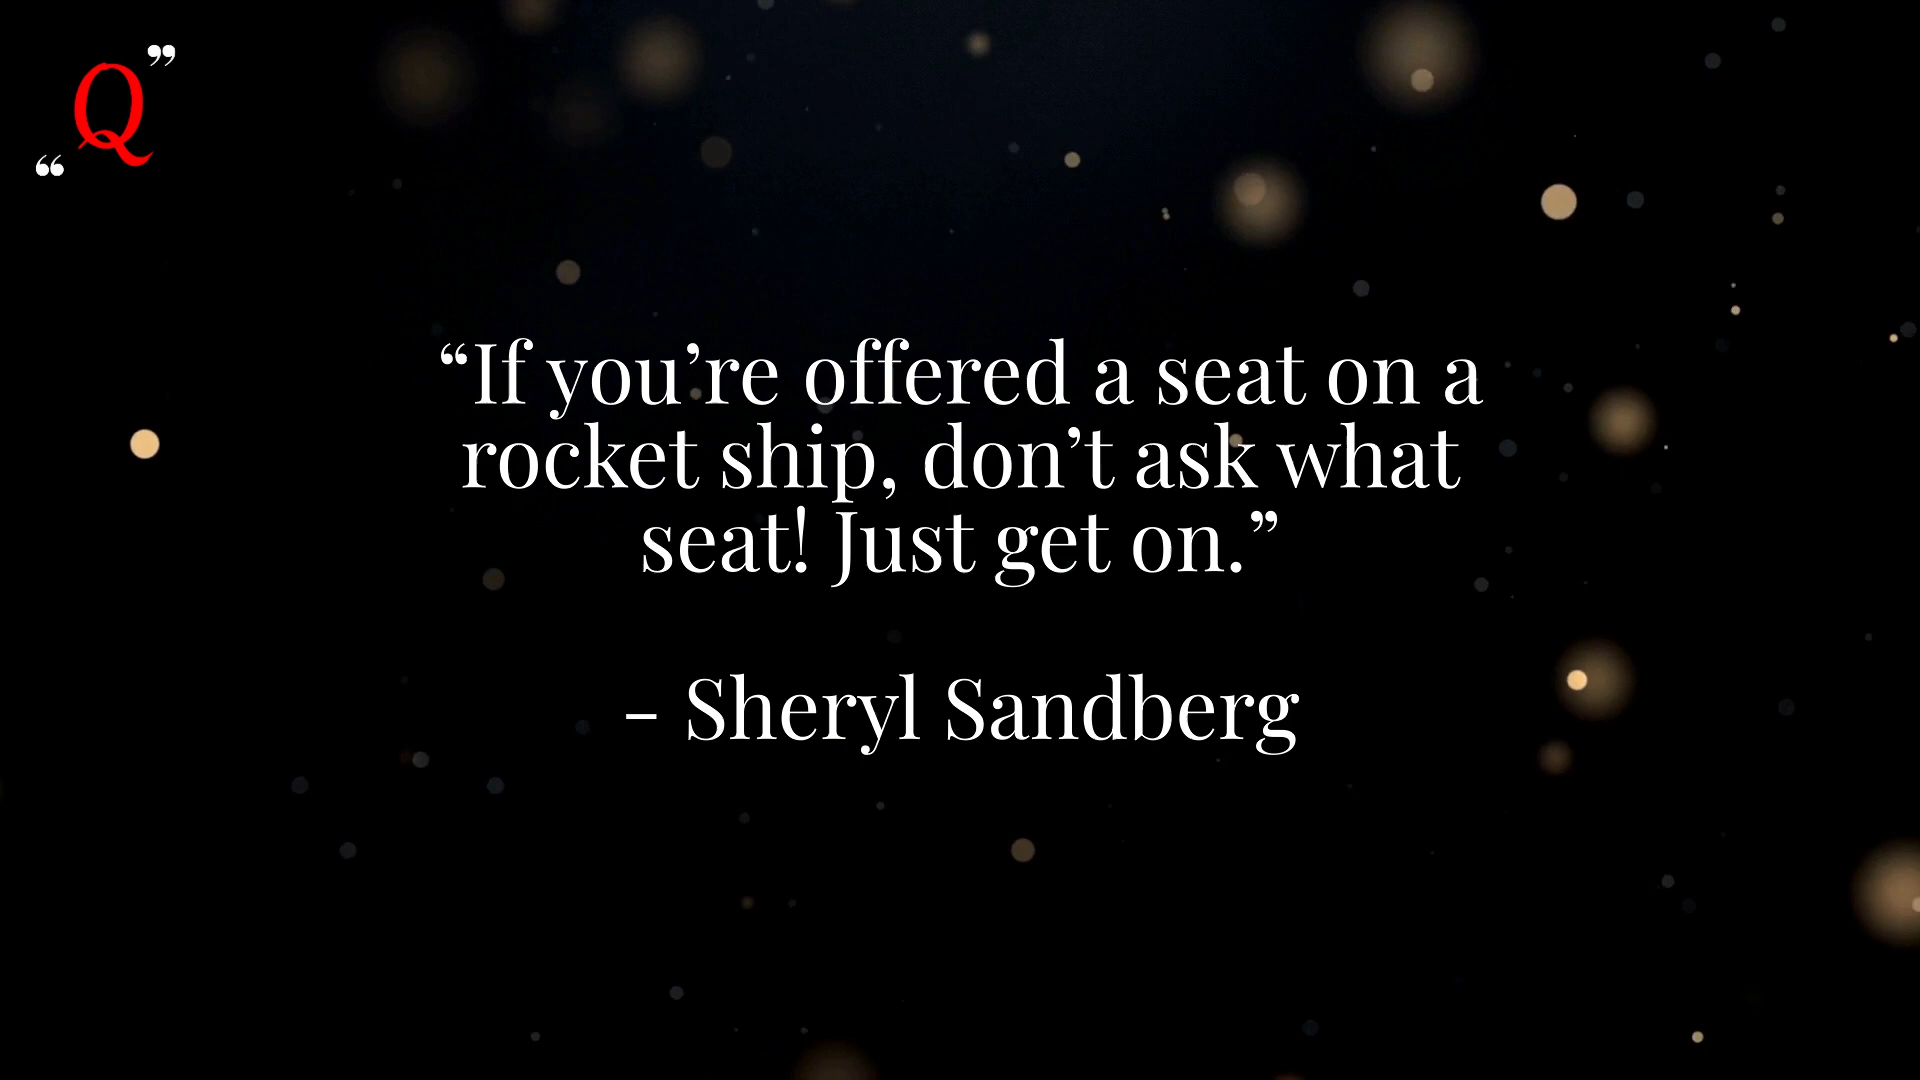 ”
Q
“
“If you’re offered a seat on a
rocket ship, don’t ask what
seat! Just get on.”
- Sheryl Sandberg